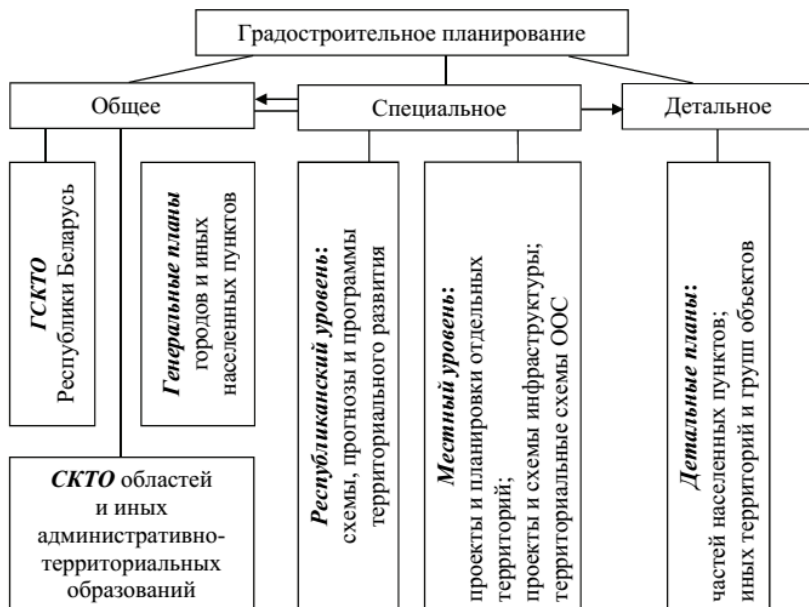 Градостроительное планирование
Общее
Специальное
Детальное
ГСКТО
Республики Беларусь
Генеральные планы
городов и иных
населенных пунктов
СКТО областей
и иных
административно-
территориальных
образований
Республиканский уровень:
схемы, прогнозы и программы
территориального развития
Местный уровень:
проекты и планировки отдельных
территорий;
проекты и схемы инфраструктуры;
территориальные схемы ООС
Детальные планы:
частей населенных пунктов;
иных территорий и групп объектов